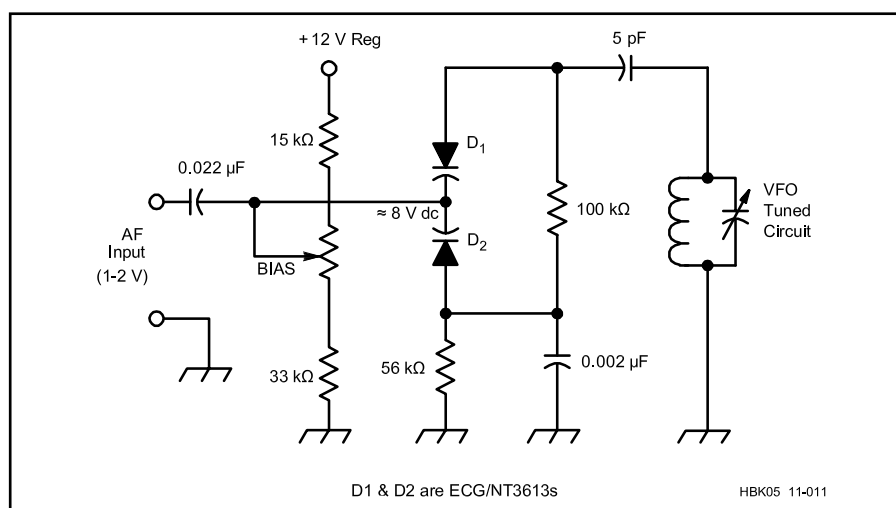 +12 V Reg
5 pF
15 kΩ
D1
0.022 µF
VFO
Tuned
Circuit
≈ 8 V dc
100 kΩ
AF
Input
(1-2 V)
D2
BIAS
33 kΩ
56 kΩ
0.002 µF
D1 & D2 are ECG/NT3613s
HBK05 11-011